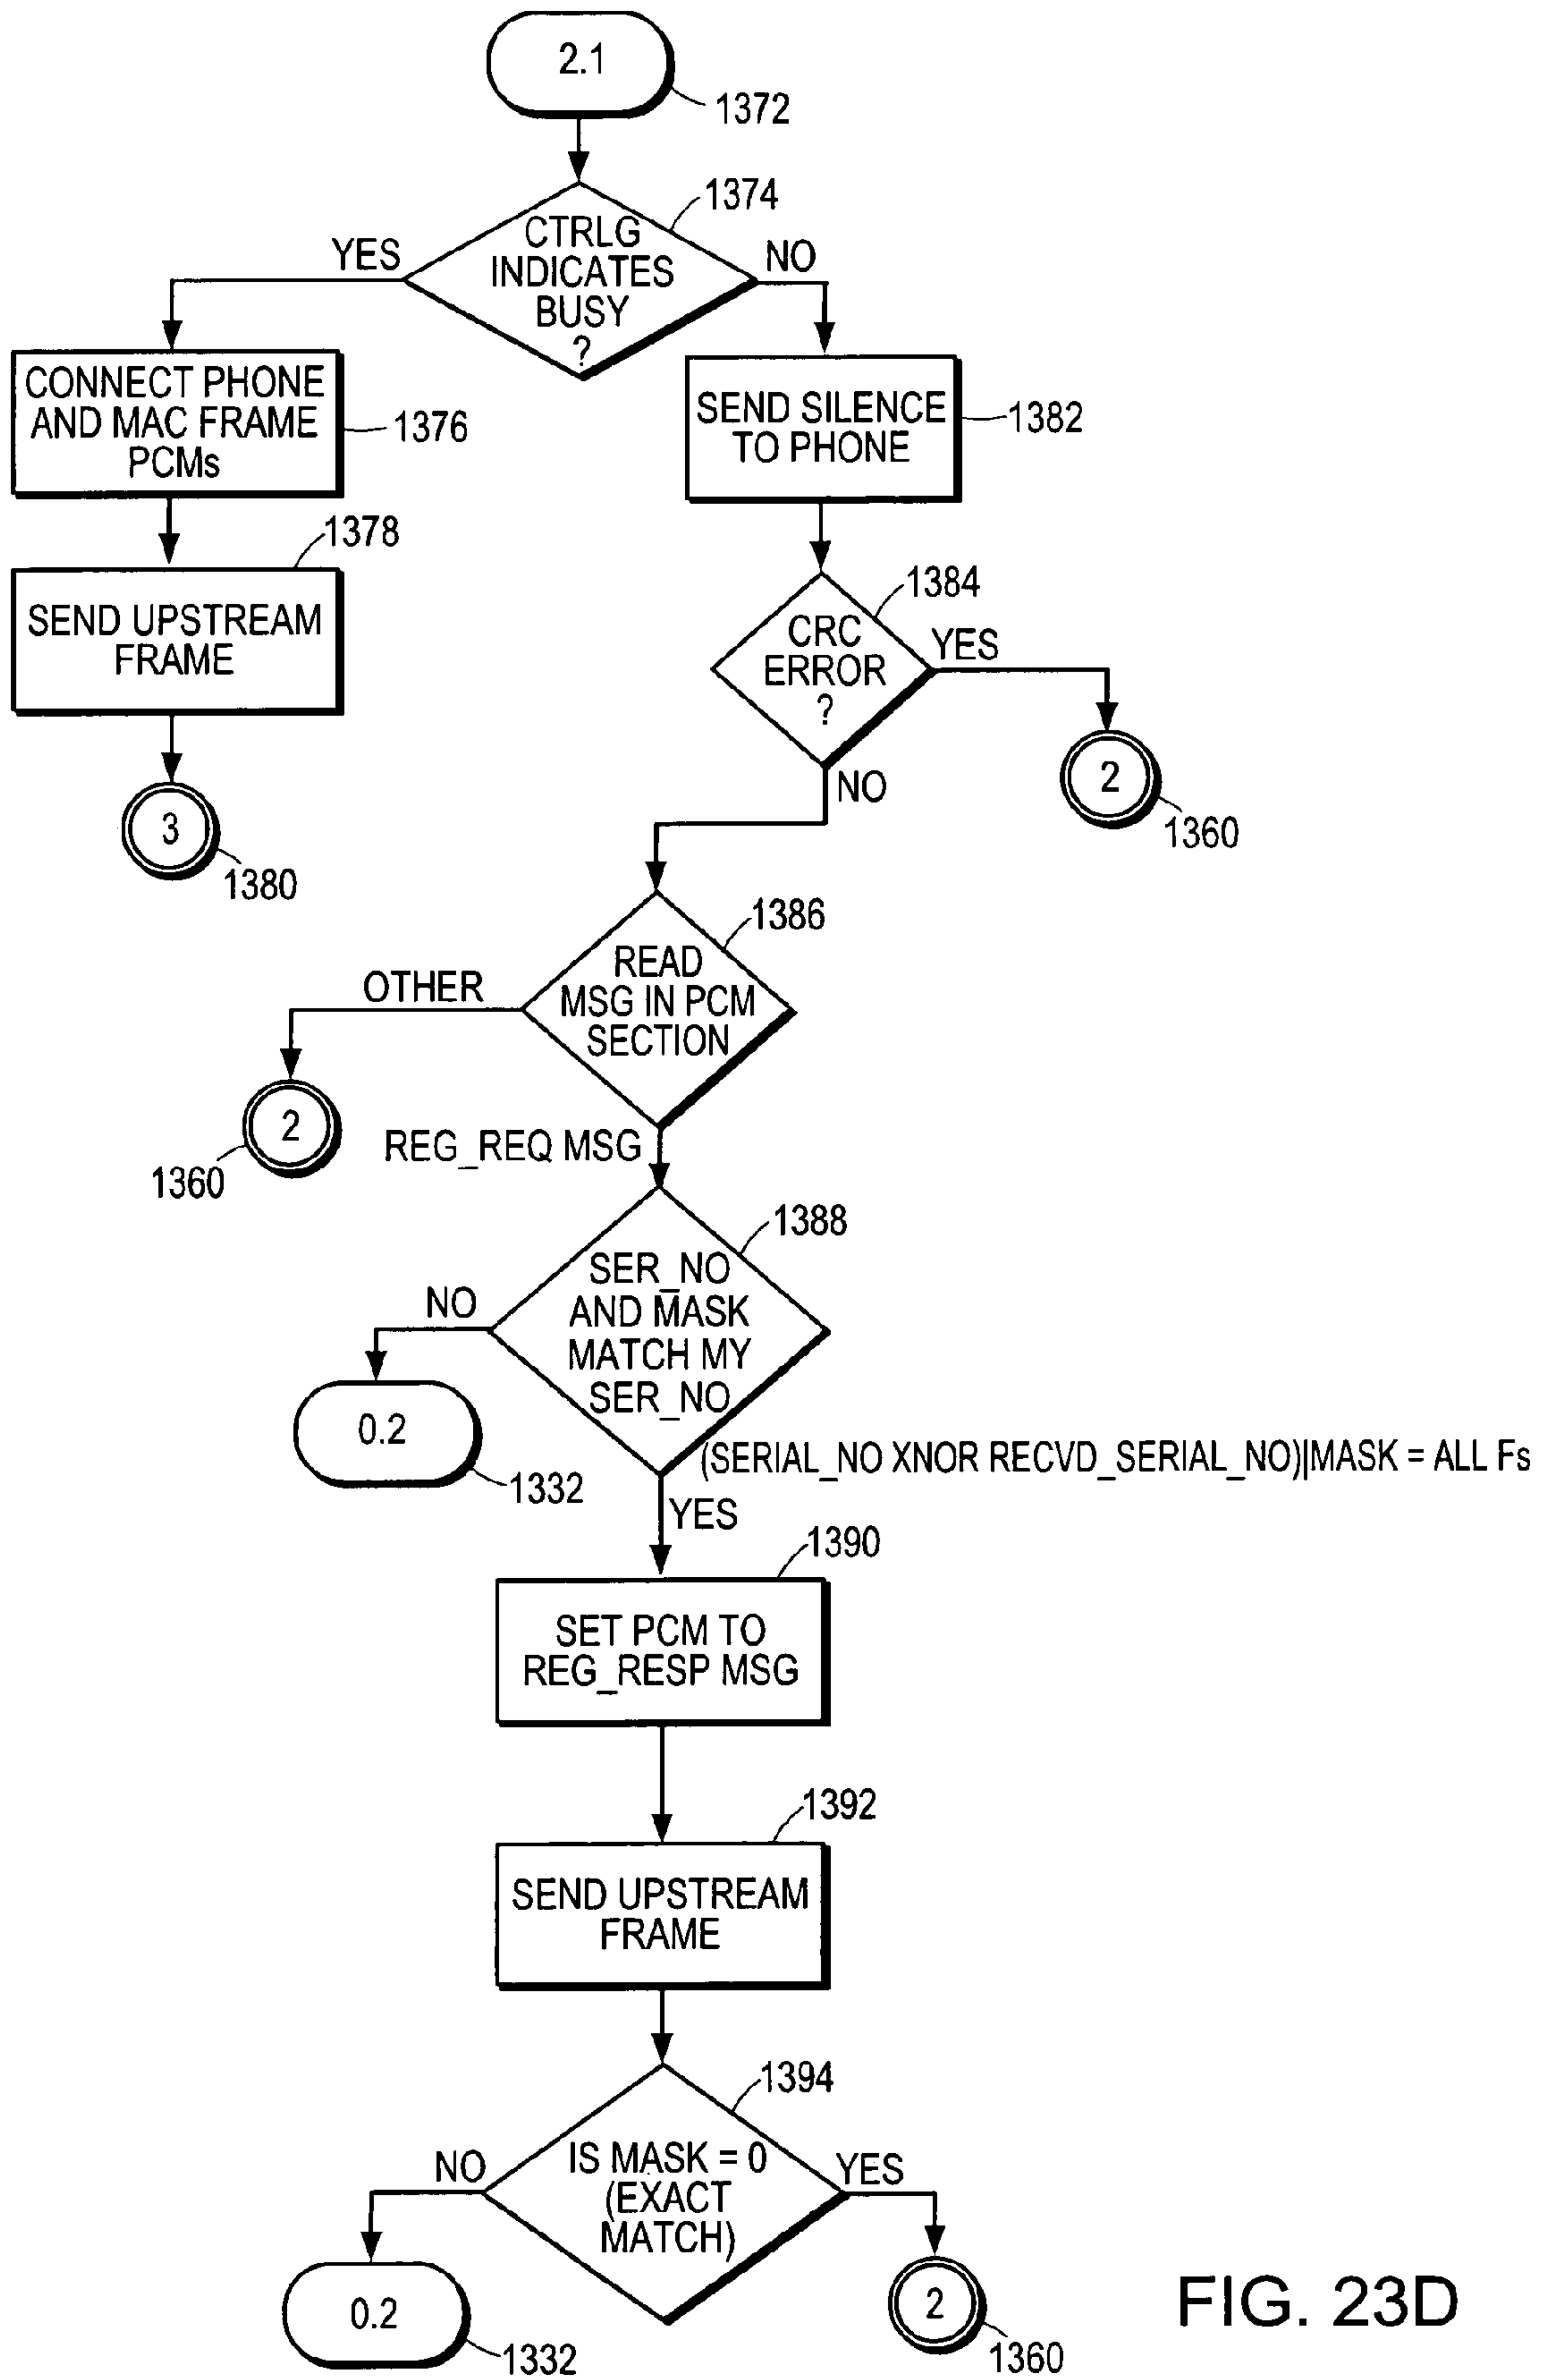 2.1
1372
1374
CTRLG
INDICATES
BUSY
?
YES
NO
CONNECT PHONE
AND MAC FRAME
PCMs
1376
SEND SILENCE
TO PHONE
1382
1378
SEND UPSTREAM
FRAME
1384
CRC
ERROR
?
YES
NO
3
1380
2
1360
1386
READ
MSG IN PCM
SECTION
OTHER
2
1360
REG_REQ MSG
1388
SER_NO
AND MASK
MATCH MY
SER_NO
NO
0.2
1332
(SERIAL_NO XNOR RECVD_SERIAL_NO)|MASK = ALL Fs
YES
1390
SET PCM TO
REG_RESP MSG
1392
SEND UPSTREAM
FRAME
1394
IS MASK = 0
(EXACT
MATCH)
NO
YES
0.2
1332
2
1360
FIG. 23D